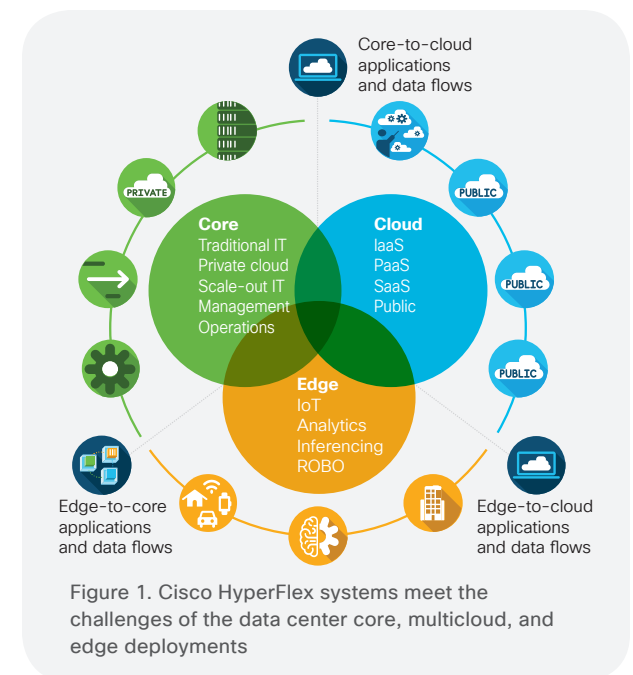 Core-to-cloud
applications
and data flows
PRIVATE
PUBLIC
PUBLIC
PUBLIC
Core
Traditional IT
Private cloud
Scale-out IT
Management
Operations
Cloud
IaaS
PaaS
SaaS
Public
Edge
IoT
Analytics
Inferencing
ROBO
Edge-to-core
applications
and data flows
Edge-to-cloud
applications
and data flows
Figure 1. Cisco HyperFlex systems meet the
challenges of the data center core, multicloud, and
edge deployments